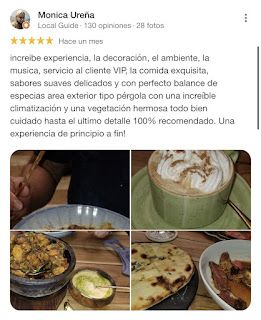 Monica Ureña
Local Guide · 130 opiniones · 28 fotos
★★★★★ Hace un mes
increible experiencia, la decoración, el ambiente, la
musica, servicio al cliente VIP, la comida exquisita,
sabores suaves delicados y con perfecto balance de
especias area exterior tipo pérgola con una increíble
climatización y una vegetación hermosa todo bien
cuidado hasta el ultimo detalle 100% recomendado. Una
experiencia de principio a fin!